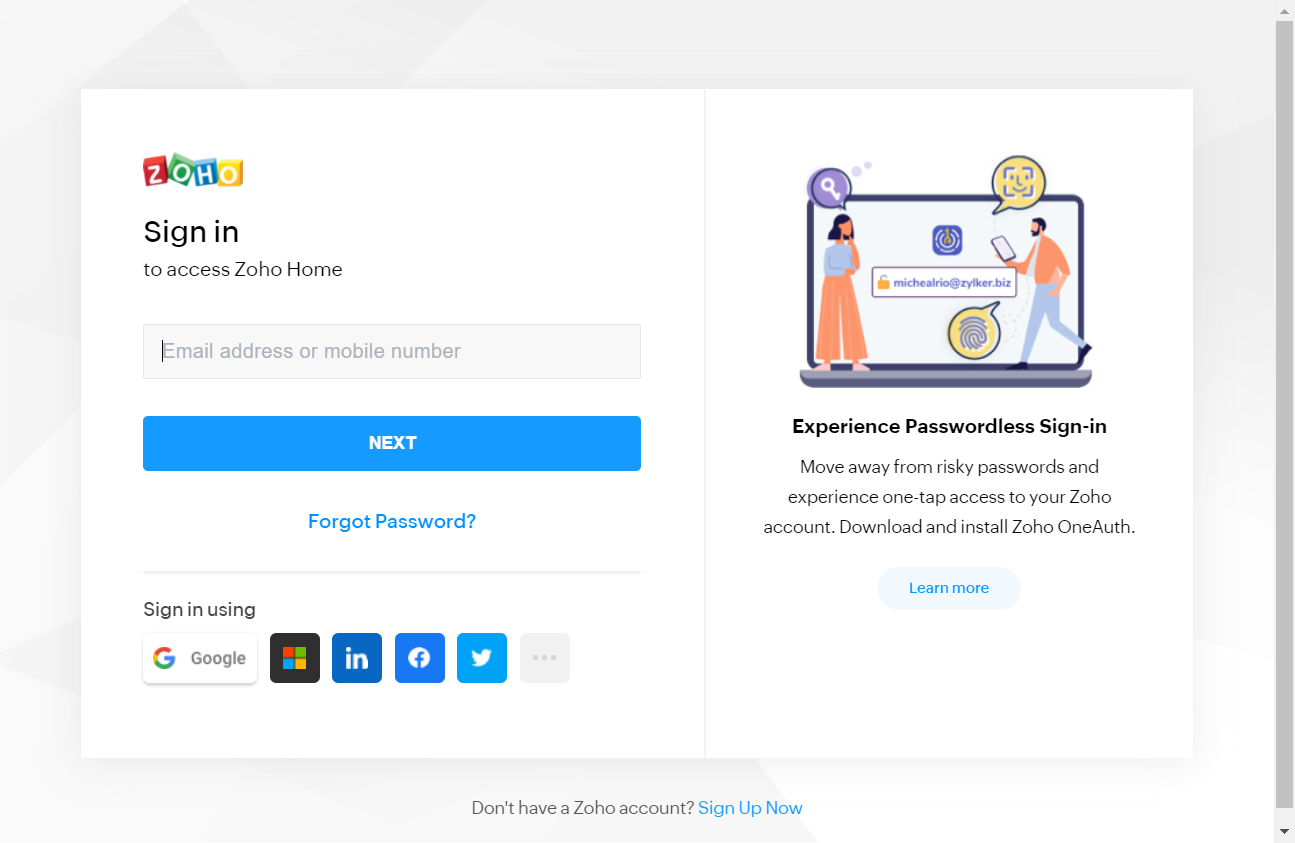 ZOHO
Sign in
to access Zoho Home
Email address or mobile number
NEXT
Forgot Password?
Sign in using
Google
in
michealrio@zylker.biz
Experience Passwordless Sign-in
Move away from risky passwords and
experience one-tap access to your Zoho
account. Download and install Zoho OneAuth.
Learn more
Don't have a Zoho account? Sign Up Now